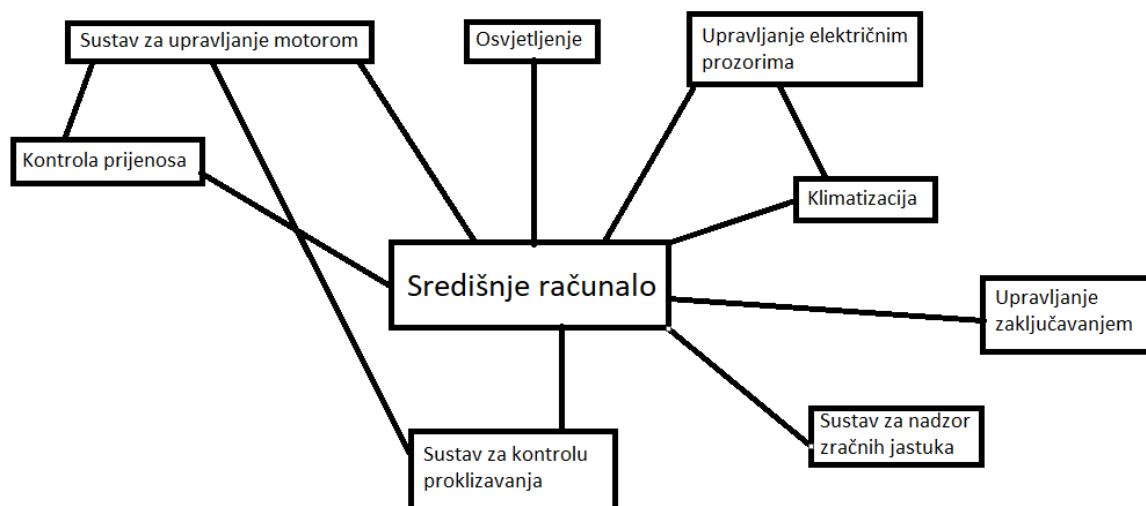 Sustav za upravljanje motorom
Osvjetljenje
Upravljanje električnim
prozorima
Kontrola prijenosa
Klimatizacija
Središnje računalo
Upravljanje
zaključavanjem
Sustav za nadzor
zračnih jastuka
Sustav za kontrolu
proklizavanja